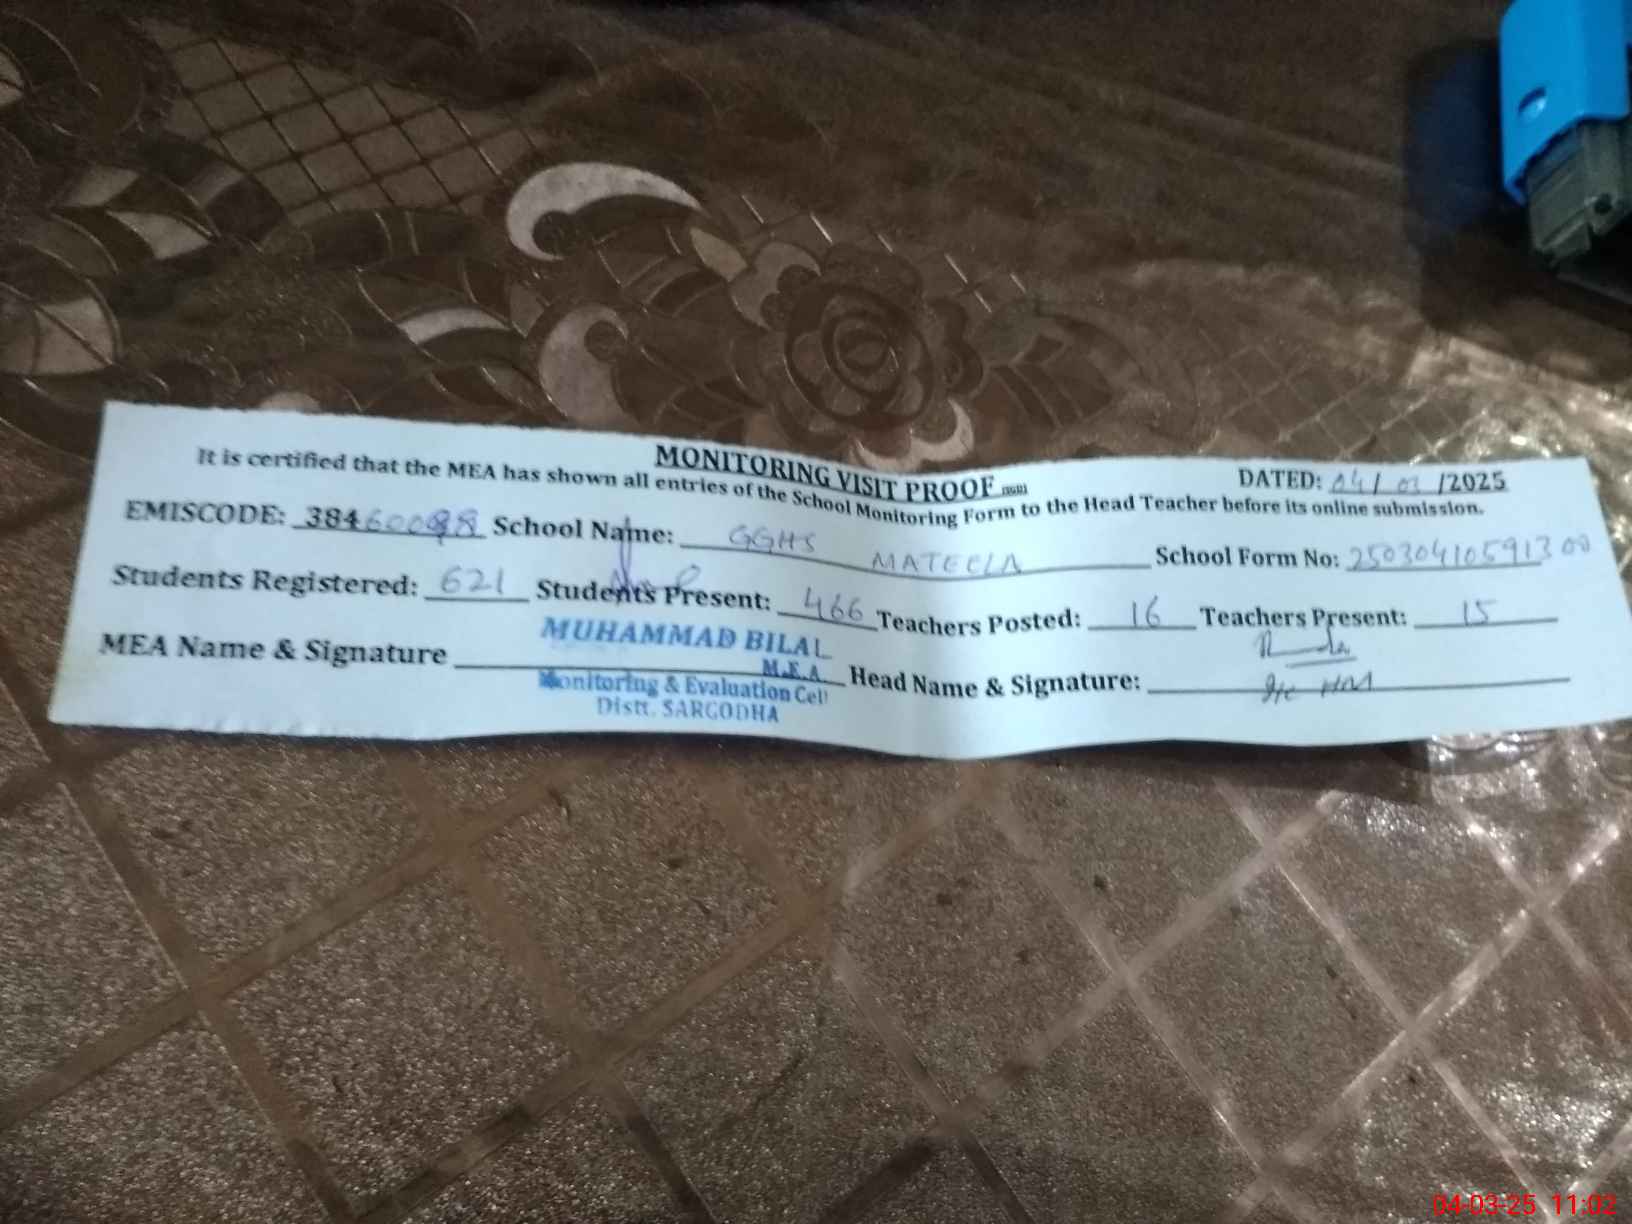 MONITORING VISIT PROOF
DATED: 04/03/2025
It is certified that the MEA has shown all entries of the School Monitoring Form to the Head Teacher before its online submission.
EMISCODE: 384600 School Name: GGHS MATEELA School Form No: 250304105913
Students Registered: 621 Students Present: 466 Teachers Posted: 16 Teachers Present: 15
MEA Name & Signature MUHAMMAD BILAL Head Name & Signature: I/C HM
M.E.A
Monitoring & Evaluation Cell
Distt. SARGODHA
04-03-25 11:02